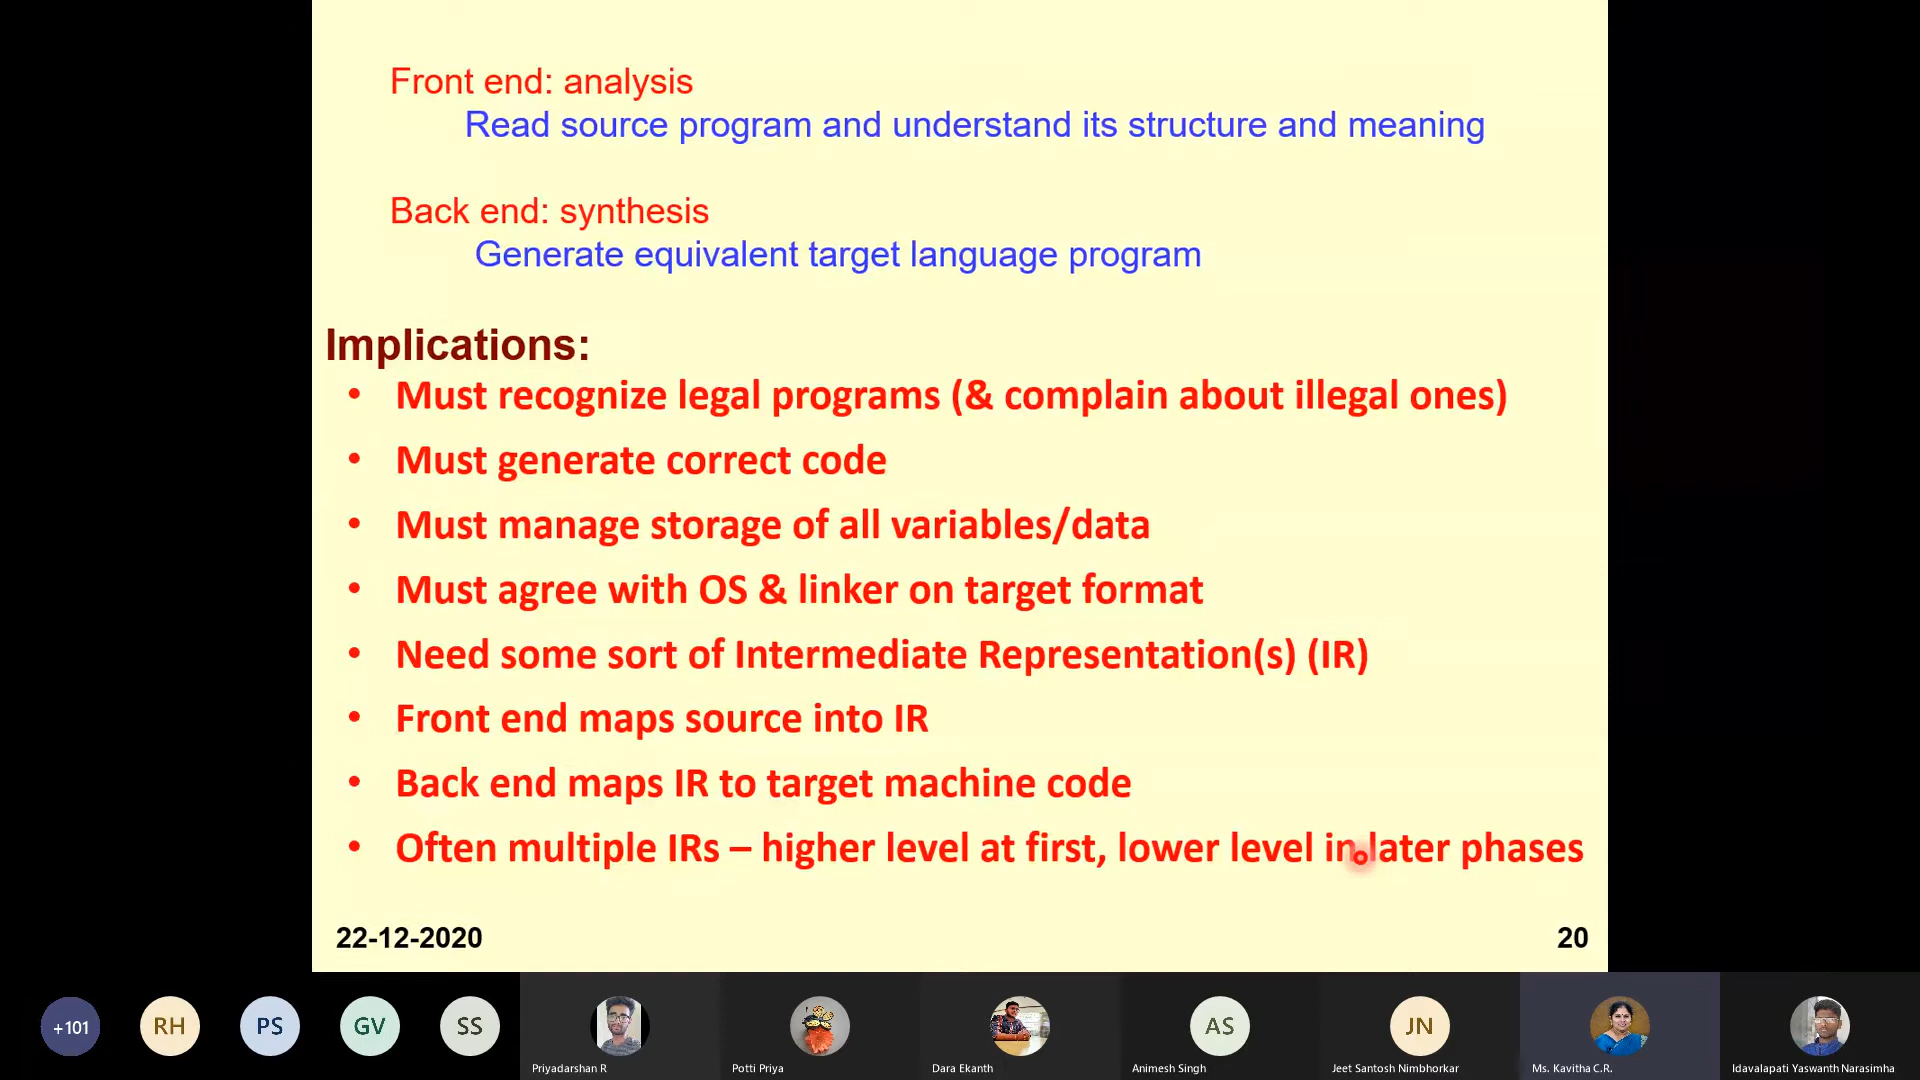 Front end: analysis
Read source program and understand its structure and meaning
Back end: synthesis
Generate equivalent target language program
Implications:
• Must recognize legal programs (& complain about illegal ones)
• Must generate correct code
• Must manage storage of all variables/data
• Must agree with OS & linker on target format
• Need some sort of Intermediate Representation(s) (IR)
• Front end maps source into IR
• Back end maps IR to target machine code
• Often multiple IRs – higher level at first, lower level in later phases
22-12-2020
20
+101
RH
PS
GV
SS
AS
JN
Priyadarshan R
Potti Priya
Dara Ekanth
Animesh Singh
Jeet Santosh Nimbhorkar
Ms. Kavitha C.R.
Idavalapati Yaswanth Narasimha